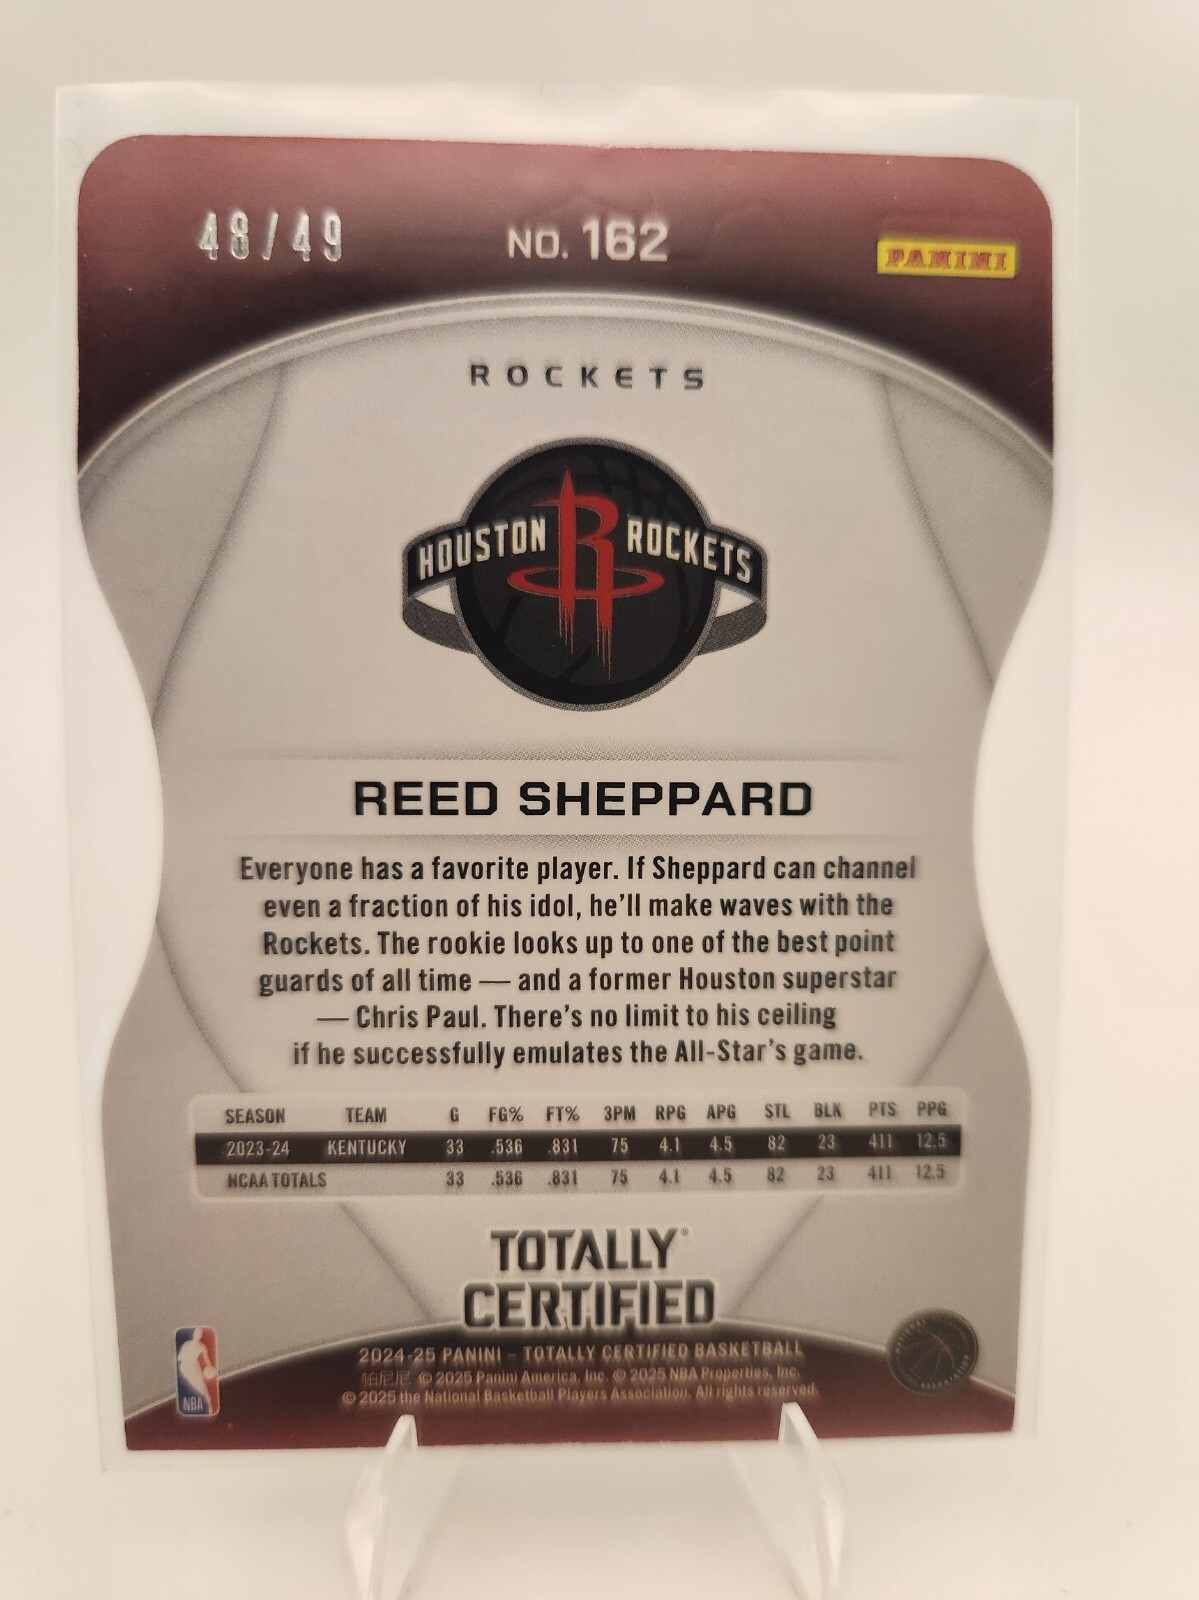 48/49
NO. 162
PANINI
ROCKETS
HOUSTON ROCKETS
REED SHEPPARD
Everyone has a favorite player. If Sheppard can channel
even a fraction of his idol, he'll make waves with the
Rockets. The rookie looks up to one of the best point
guards of all time — and a former Houston superstar
— Chris Paul. There's no limit to his ceiling
if he successfully emulates the All-Star's game.
SEASON TEAM G FG% FT% 3PM RPG APG STL BLK PTS PPG
2023-24 KENTUCKY 33 .536 .831 75 4.1 4.5 82 23 411 12.5
NCAA TOTALS 33 .536 .831 75 4.1 4.5 82 23 411 12.5
TOTALLY®
CERTIFIED
2024-25 PANINI – TOTALLY CERTIFIED BASKETBALL
帕尼尼 © 2025 Panini America, Inc. © 2025 NBA Properties, Inc.
© 2025 the National Basketball Players Association. All rights reserved.
NBA